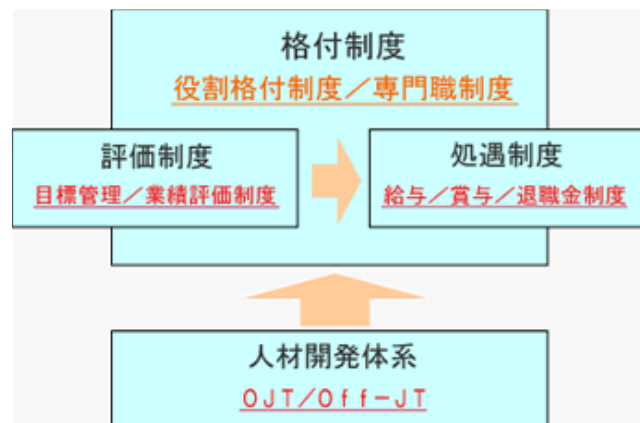 格付制度
役割格付制度／専門職制度
評価制度
目標管理／業績評価制度
処遇制度
給与／賞与／退職金制度
人材開発体系
ＯＪＴ／Ｏｆｆ－ＪＴ